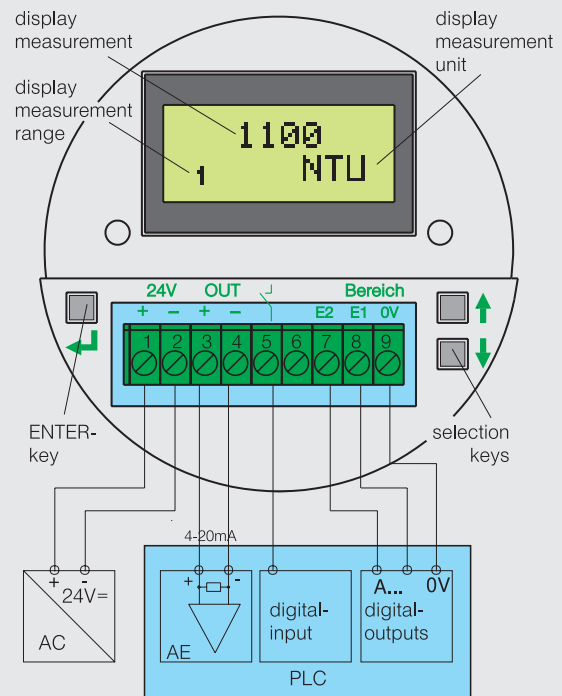 display
measurement
display
measurement
unit
display
measurement
range
1100
1 NTU
24V OUT Bereich
+ - + - E2 E1 0V
1 2 3 4 5 6 7 8 9
ENTER-
key
selection
keys
4-20mA
+ -
24V=
AC
+ -
AE
digital-
input
A... 0V
digital-
outputs
PLC